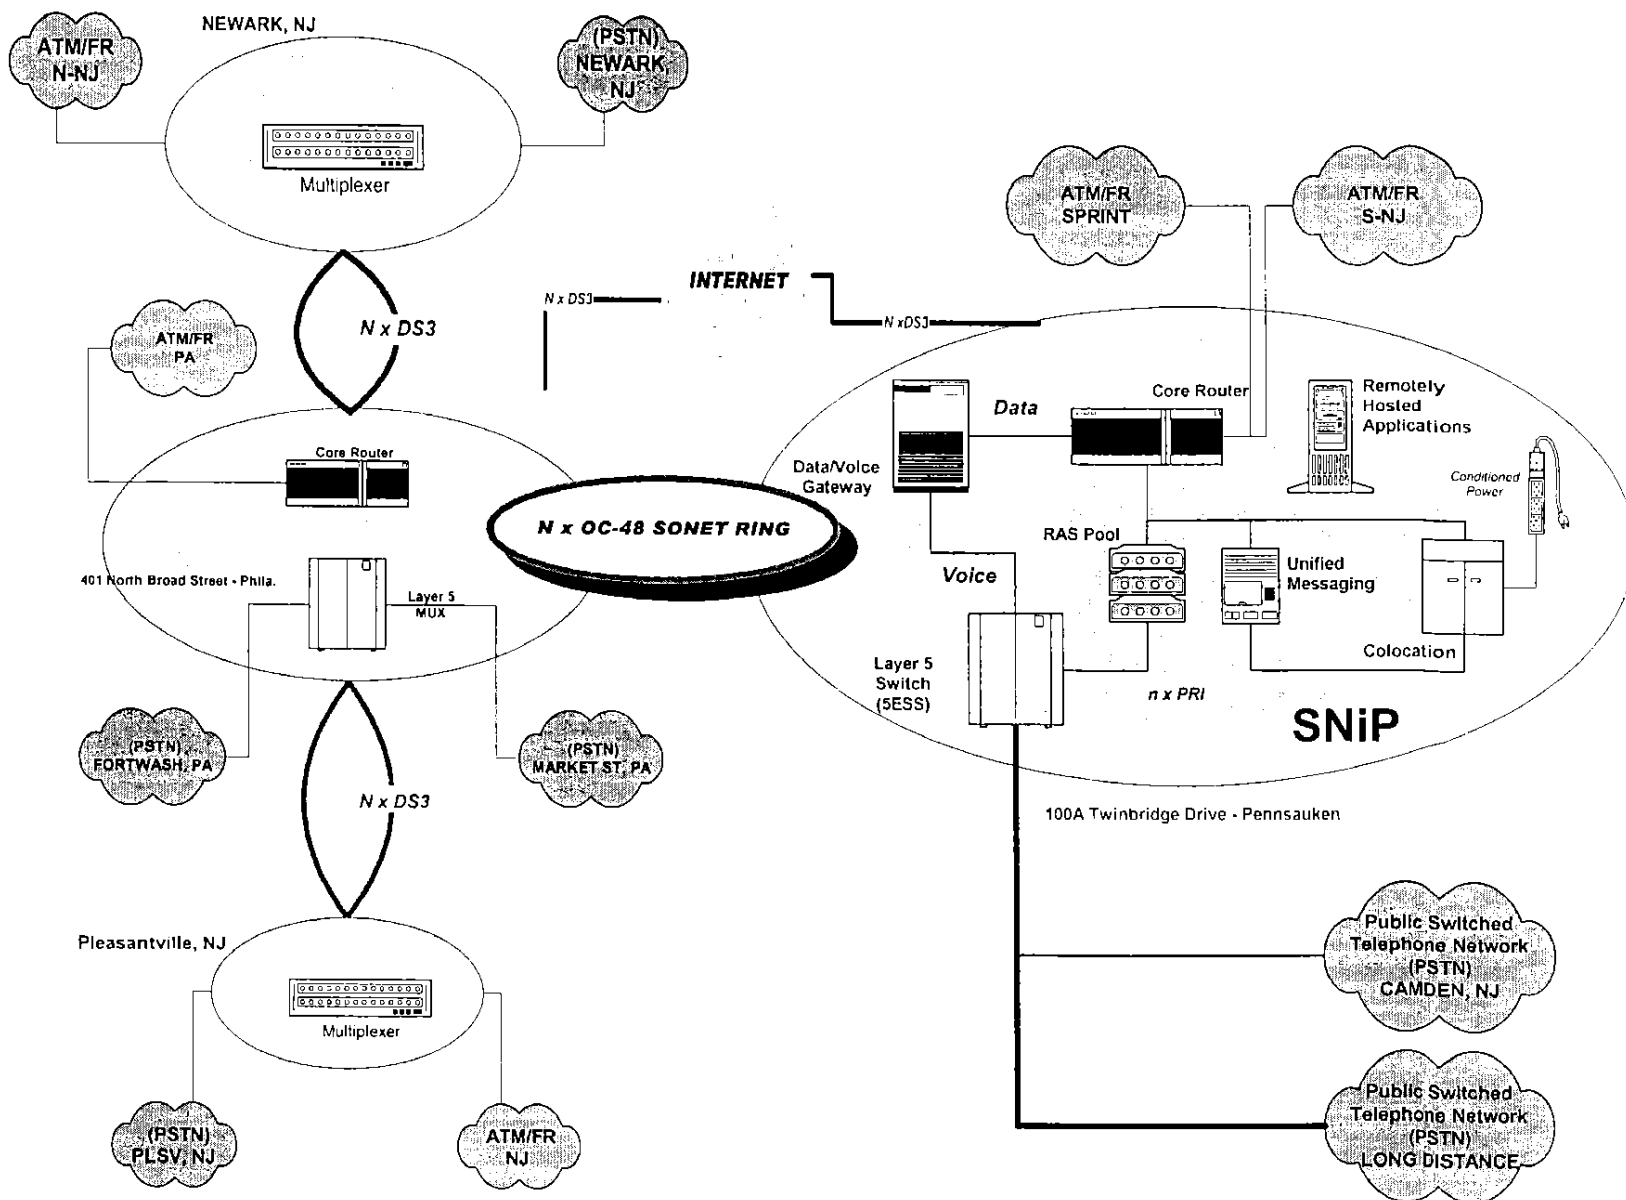 NEWARK, NJ
ATM/FR
N-NJ
(PSTN)
NEWARK,
NJ
Multiplexer
ATM/FR
SPRINT
ATM/FR
S-NJ
INTERNET
N x DS3
N xDS3
N x DS3
ATM/FR
PA
Core Router
401 North Broad Street - Phila.
Layer 5
MUX
N x OC-48 SONET RING
Data/Voice
Gateway
Data
Core Router
Remotely
Hosted
Applications
Conditioned
Power
RAS Pool
Unified
Messaging
Voice
Colocation
Layer 5
Switch
(5ESS)
n x PRI
SNiP
(PSTN)
FORTWASH, PA
(PSTN)
MARKET ST, PA
N x DS3
100A Twinbridge Drive - Pennsauken
Pleasantville, NJ
Multiplexer
(PSTN)
PLSV, NJ
ATM/FR
NJ
Public Switched
Telephone Network
(PSTN)
CAMDEN, NJ
Public Switched
Telephone Network
(PSTN)
LONG DISTANCE